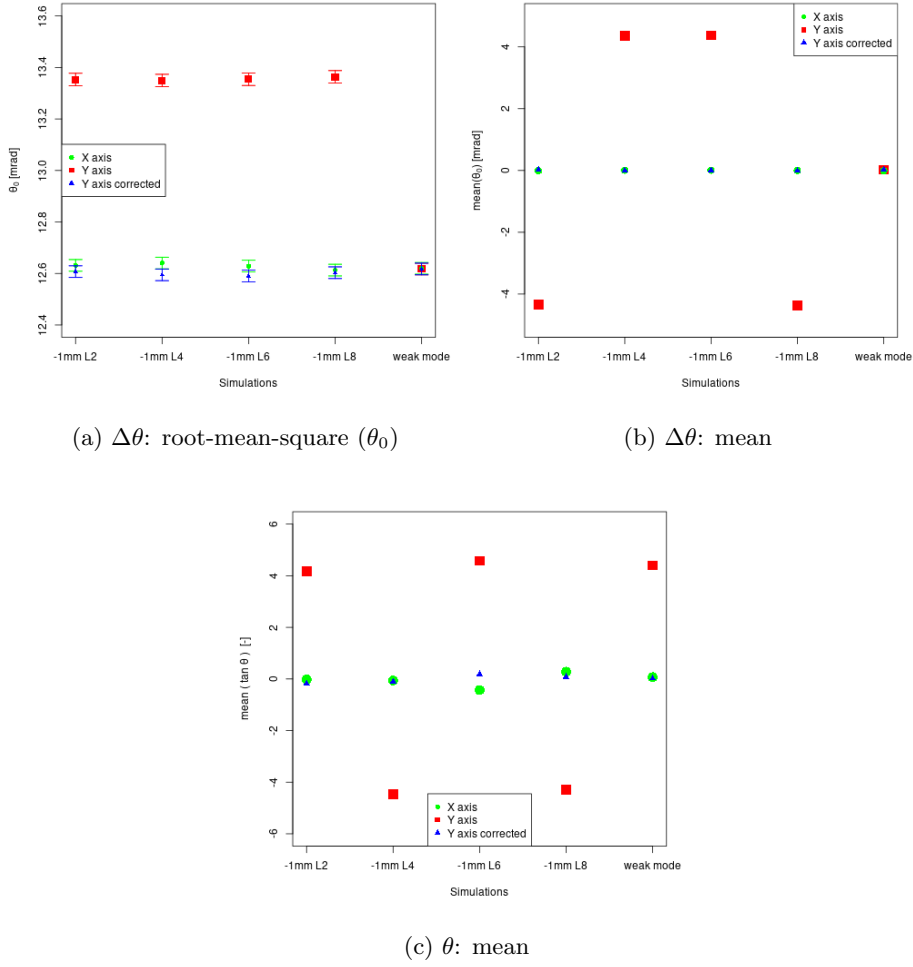 13.6
13.4
13.2
13.0
12.8
12.6
12.4
θ₀ [mrad]
X axis
Y axis
Y axis corrected
-1mm L2 -1mm L4 -1mm L6 -1mm L8 weak mode
Simulations
(a) Δθ: root-mean-square (θ₀)
4
2
0
-2
-4
mean(θ₀) [mrad]
X axis
Y axis
Y axis corrected
-1mm L2 -1mm L4 -1mm L6 -1mm L8 weak mode
Simulations
(b) Δθ: mean
6
4
2
0
-2
-4
-6
mean ( tan θ ) [-]
X axis
Y axis
Y axis corrected
-1mm L2 -1mm L4 -1mm L6 -1mm L8 weak mode
Simulations
(c) θ: mean